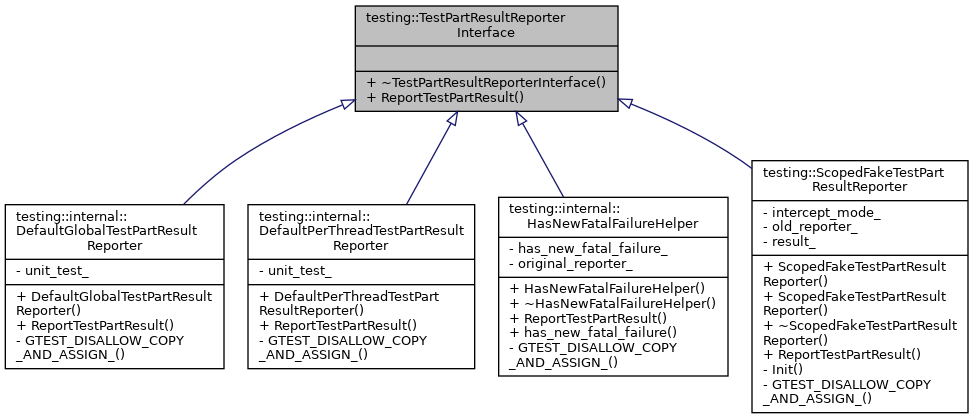 testing::TestPartResultReporter
Interface
+ ~TestPartResultReporterInterface()
+ ReportTestPartResult()
testing::internal::
DefaultGlobalTestPartResult
Reporter
- unit_test_
+ DefaultGlobalTestPartResult
Reporter()
+ ReportTestPartResult()
- GTEST_DISALLOW_COPY
_AND_ASSIGN_()
testing::internal::
DefaultPerThreadTestPartResult
Reporter
- unit_test_
+ DefaultPerThreadTestPart
ResultReporter()
+ ReportTestPartResult()
- GTEST_DISALLOW_COPY
_AND_ASSIGN_()
testing::internal::
HasNewFatalFailureHelper
- has_new_fatal_failure_
- original_reporter_
+ HasNewFatalFailureHelper()
+ ~HasNewFatalFailureHelper()
+ ReportTestPartResult()
+ has_new_fatal_failure()
- GTEST_DISALLOW_COPY
_AND_ASSIGN_()
testing::ScopedFakeTestPart
ResultReporter
- intercept_mode_
- old_reporter_
- result_
+ ScopedFakeTestPartResult
Reporter()
+ ScopedFakeTestPartResult
Reporter()
+ ~ScopedFakeTestPartResult
Reporter()
+ ReportTestPartResult()
- Init()
- GTEST_DISALLOW_COPY
_AND_ASSIGN_()